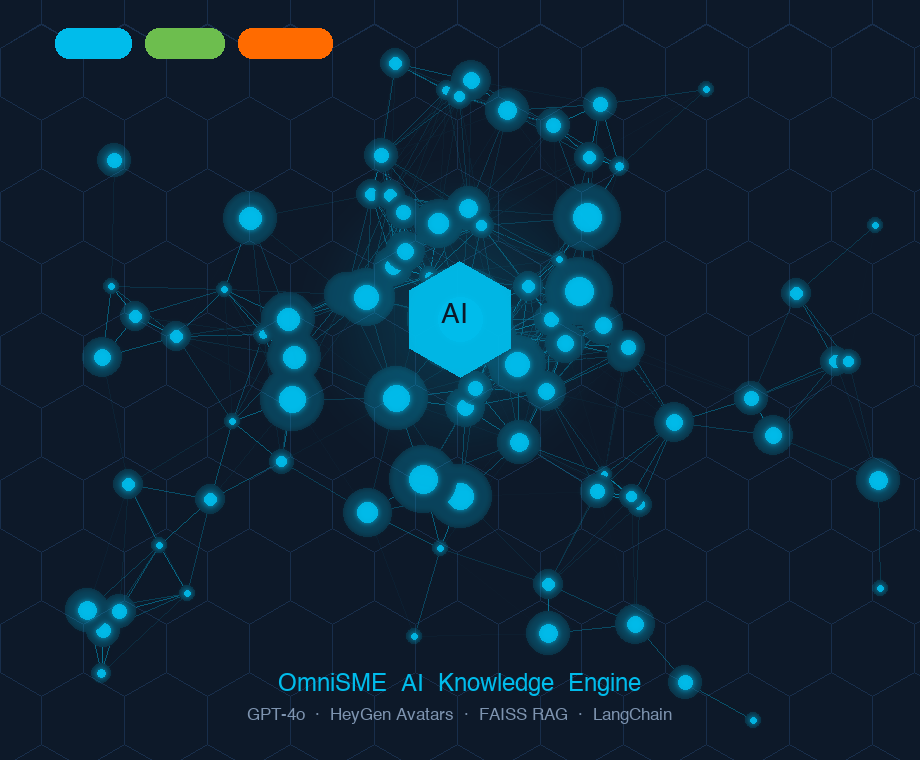 AI
OmniSME AI Knowledge Engine
GPT-4o · HeyGen Avatars · FAISS RAG · LangChain